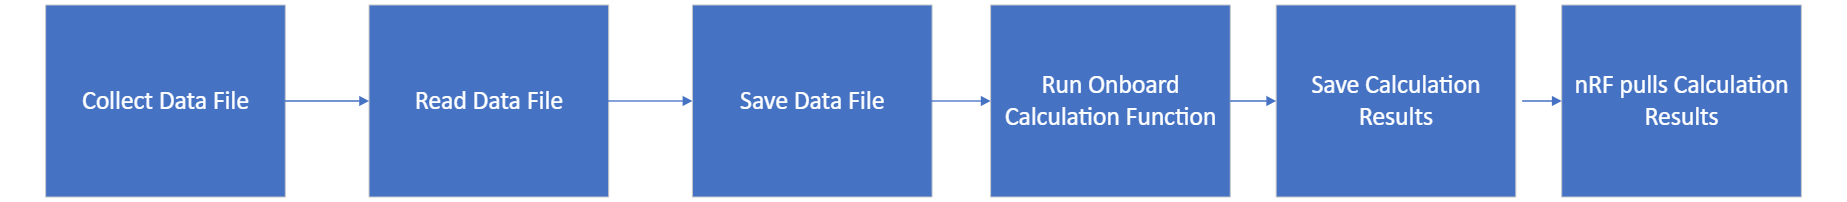 Collect Data File
Read Data File
Save Data File
Run Onboard
Calculation Function
Save Calculation
Results
nRF pulls Calculation
Results